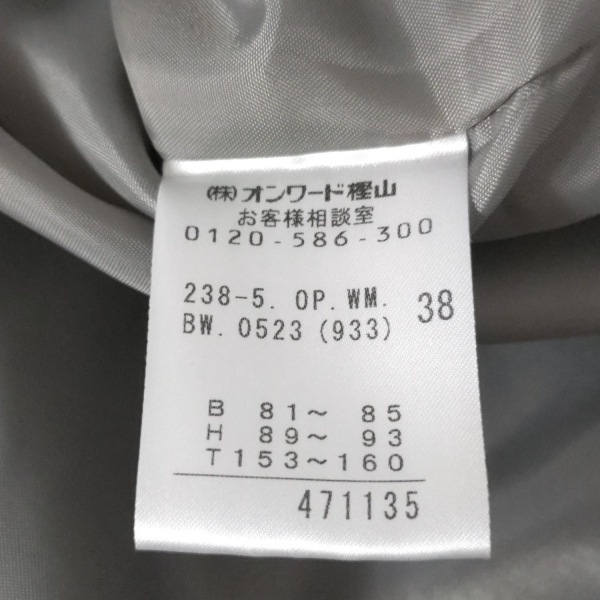 (株)オンワード樫山
お客様相談室
0120-586-300
238-5. OP. WM. 38
BW. 0523 (933)
B 81〜 85
H 89〜 93
T 153〜160
471135